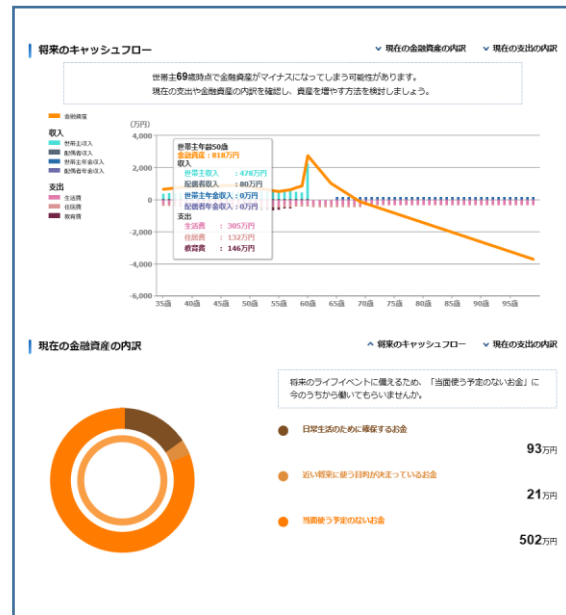 将来のキャッシュフロー
現在の金融資産の内訳
現在の支出の内訳
世帯主69歳時点で金融資産がマイナスになってしまう可能性があります。
現在の支出や金融資産の内訳を確認し、資産を増やす方法を検討しましょう。
金融資産
収入
世帯主収入
配偶者収入
世帯主年金収入
配偶者年金収入
支出
生活費
住居費
教育費
(万円)
4,000
2,000
0
-2,000
-4,000
-6,000
世帯主年齢50歳
金融資産：818万円
収入
世帯主収入：478万円
配偶者収入：80万円
世帯主年金収入：0万円
配偶者年金収入：0万円
支出
生活費：305万円
住居費：132万円
教育費：146万円
35歳 40歳 45歳 50歳 55歳 60歳 65歳 70歳 75歳 80歳 85歳 90歳 95歳
現在の金融資産の内訳
将来のキャッシュフロー
現在の支出の内訳
将来のライフイベントに備えるため、「当面使う予定のないお金」に
今のうちから働いてもらいませんか。
日常生活のために確保するお金
93万円
近い将来に使う目的が決まっているお金
21万円
当面使う予定のないお金
502万円